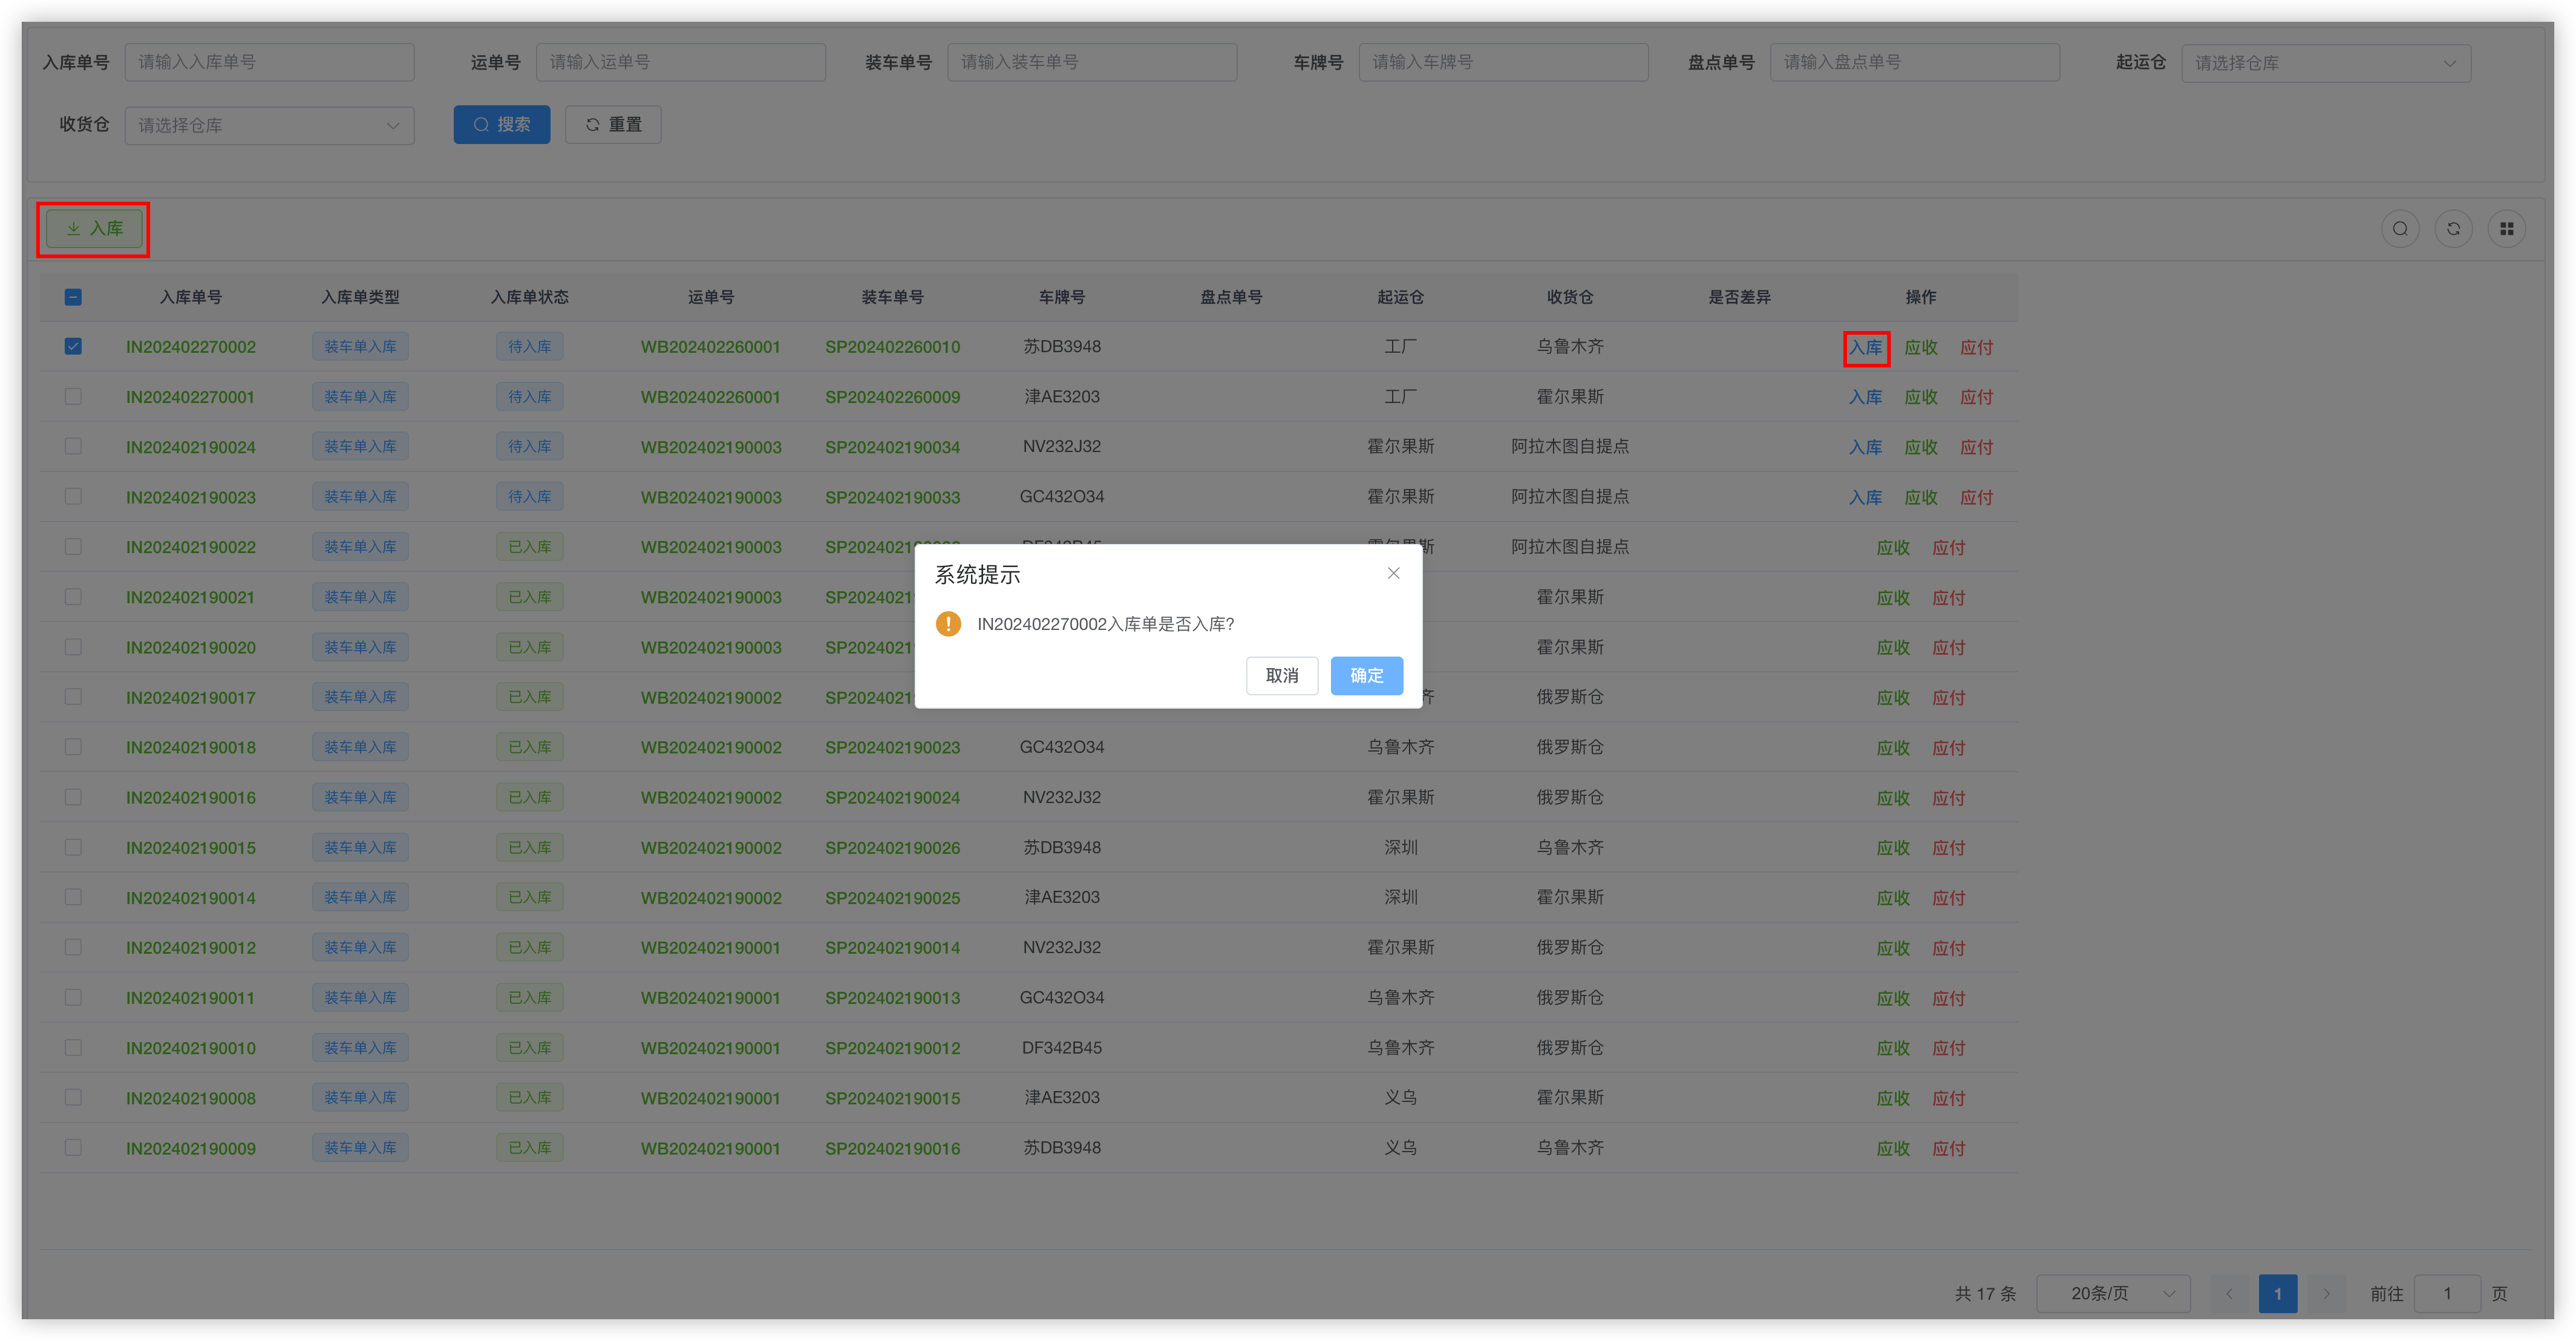 入库单号 请输入入库单号 运单号 请输入运单号 装车单号 请输入装车单号 车牌号 请输入车牌号 盘点单号 请输入盘点单号 起运仓 请选择仓库
收货仓 请选择仓库 搜索 重置
入库
入库单号 入库单类型 入库单状态 运单号 装车单号 车牌号 盘点单号 起运仓 收货仓 是否差异 操作
IN202402270002 装车单入库 待入库 WB202402260001 SP202402260010 苏DB3948 工厂 乌鲁木齐 入库 应收 应付
IN202402270001 装车单入库 待入库 WB202402260001 SP202402260009 津AE3203 工厂 霍尔果斯 入库 应收 应付
IN202402190024 装车单入库 待入库 WB202402190003 SP202402190034 NV232J32 霍尔果斯 阿拉木图自提点 入库 应收 应付
IN202402190023 装车单入库 待入库 WB202402190003 SP202402190033 GC432O34 霍尔果斯 阿拉木图自提点 入库 应收 应付
IN202402190022 装车单入库 已入库 WB202402190003 阿拉木图自提点 应收 应付
IN202402190021 装车单入库 已入库 WB202402190003 霍尔果斯 应收 应付
IN202402190020 装车单入库 已入库 WB202402190003 霍尔果斯 应收 应付
IN202402190017 装车单入库 已入库 WB202402190002 俄罗斯仓 应收 应付
系统提示
IN202402270002入库单是否入库?
取消 确定
IN202402190018 装车单入库 已入库 WB202402190002 SP202402190023 GC432O34 乌鲁木齐 俄罗斯仓 应收 应付
IN202402190016 装车单入库 已入库 WB202402190002 SP202402190024 NV232J32 霍尔果斯 俄罗斯仓 应收 应付
IN202402190015 装车单入库 已入库 WB202402190002 SP202402190026 苏DB3948 深圳 乌鲁木齐 应收 应付
IN202402190014 装车单入库 已入库 WB202402190002 SP202402190025 津AE3203 深圳 霍尔果斯 应收 应付
IN202402190012 装车单入库 已入库 WB202402190001 SP202402190014 NV232J32 霍尔果斯 俄罗斯仓 应收 应付
IN202402190011 装车单入库 已入库 WB202402190001 SP202402190013 GC432O34 乌鲁木齐 俄罗斯仓 应收 应付
IN202402190010 装车单入库 已入库 WB202402190001 SP202402190012 DF342B45 乌鲁木齐 俄罗斯仓 应收 应付
IN202402190008 装车单入库 已入库 WB202402190001 SP202402190015 津AE3203 义乌 霍尔果斯 应收 应付
IN202402190009 装车单入库 已入库 WB202402190001 SP202402190016 苏DB3948 义乌 乌鲁木齐 应收 应付
共 17 条 20条/页 1 前往 1 页